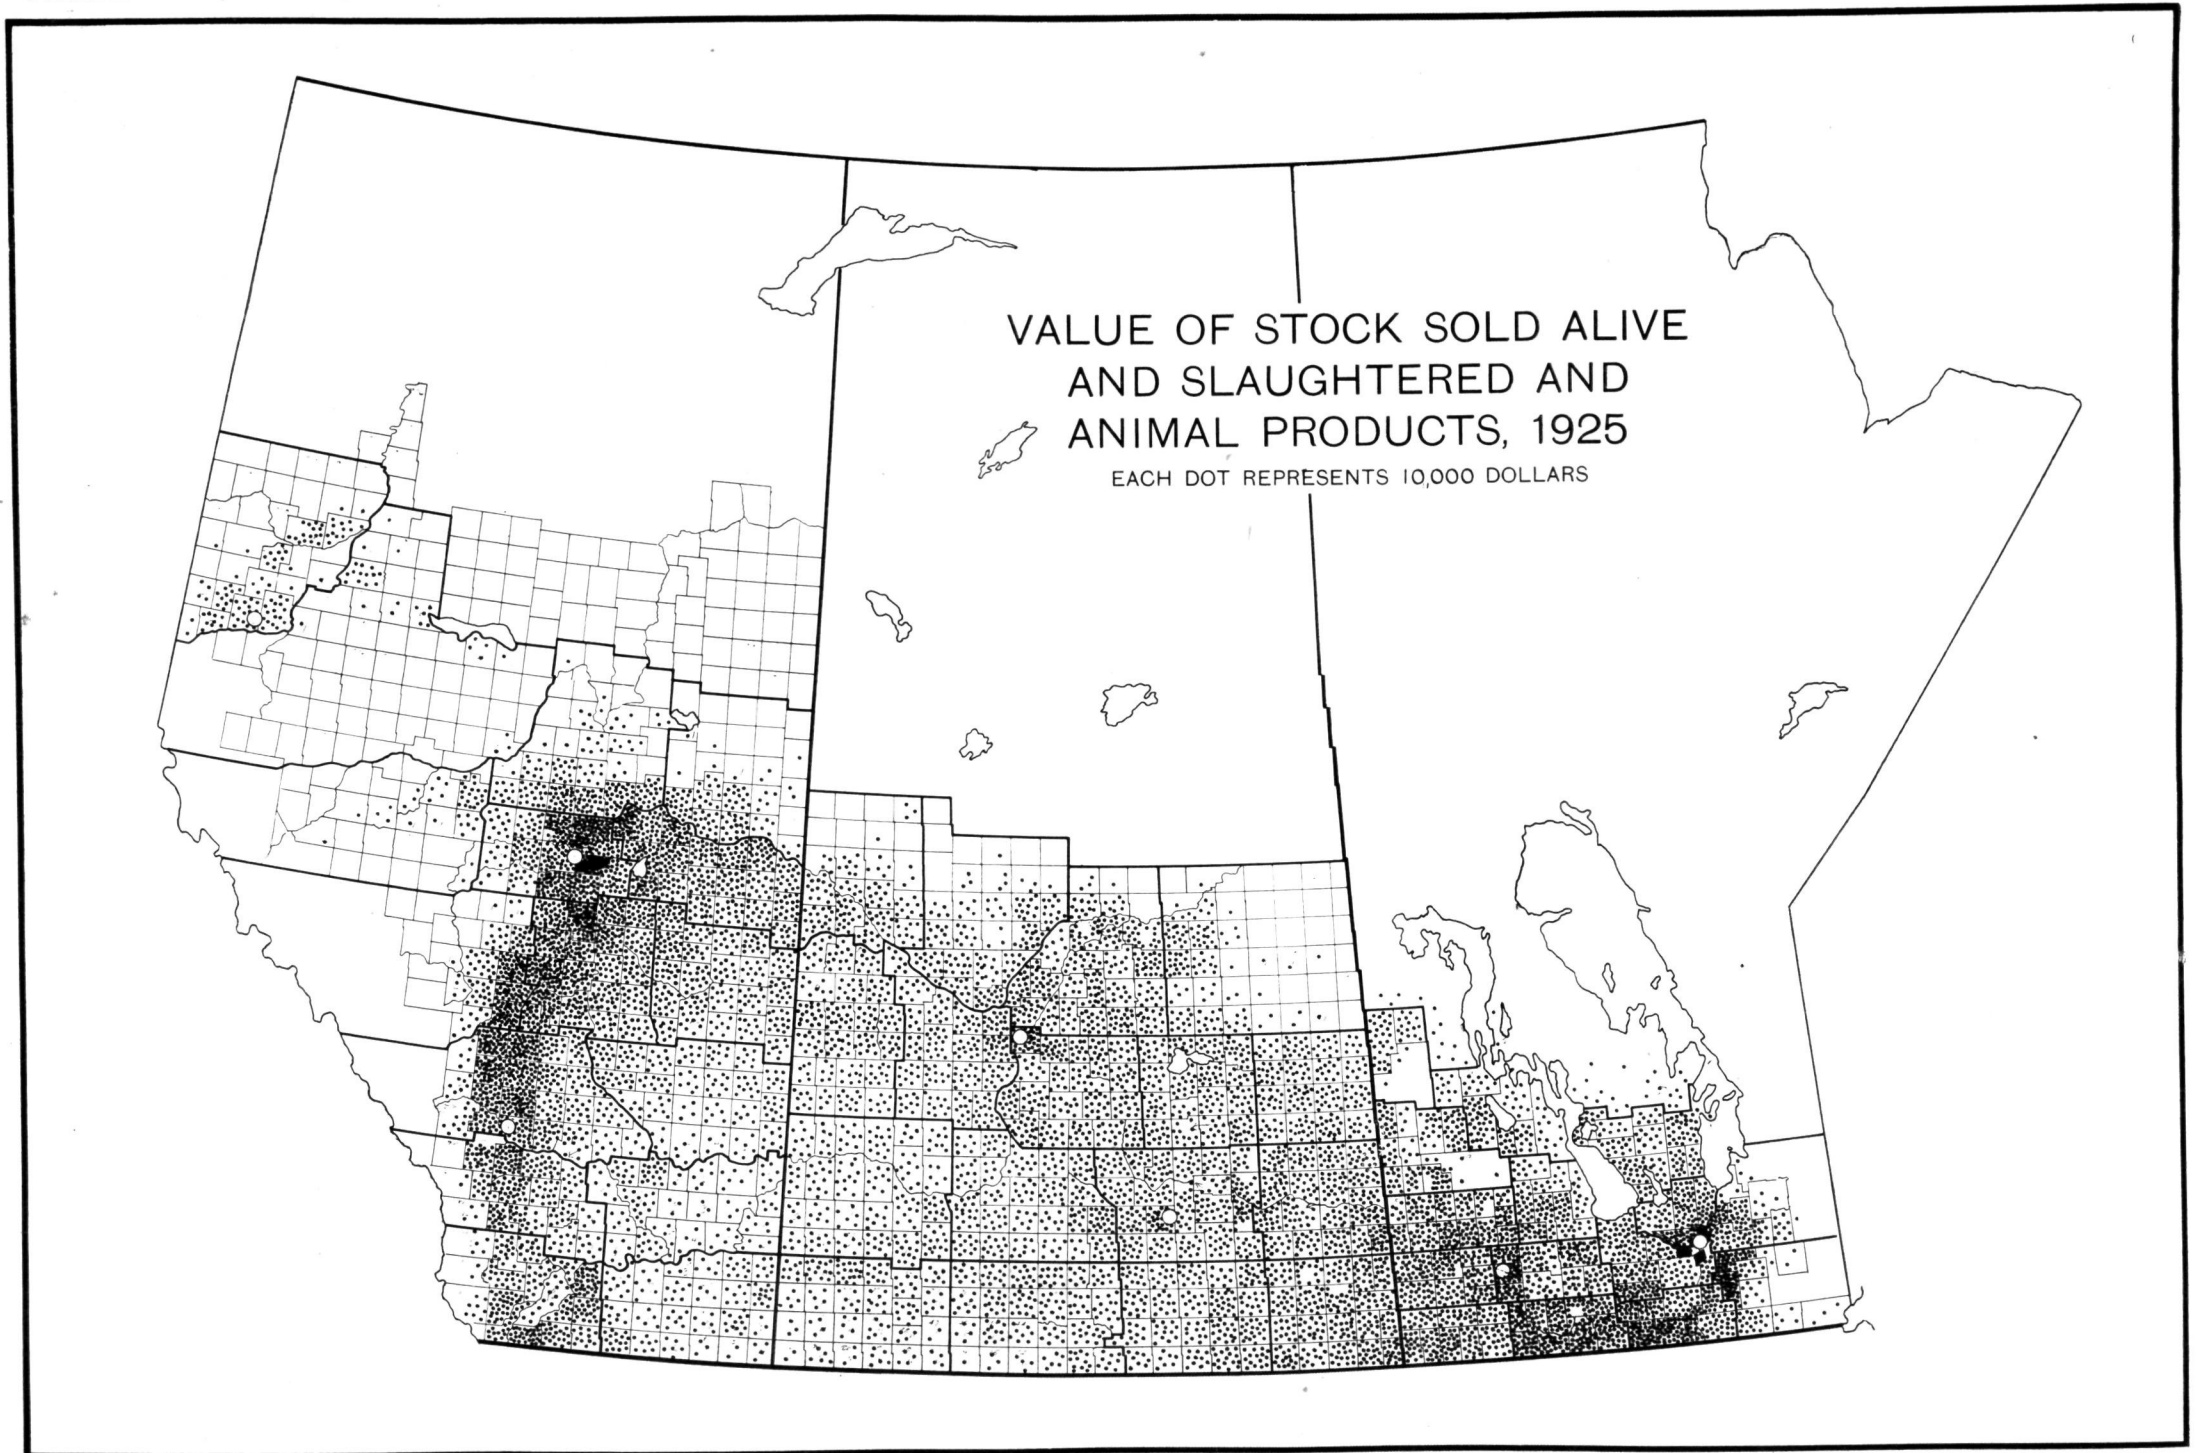 VALUE OF STOCK SOLD ALIVE
AND SLAUGHTERED AND
ANIMAL PRODUCTS, 1925
EACH DOT REPRESENTS 10,000 DOLLARS